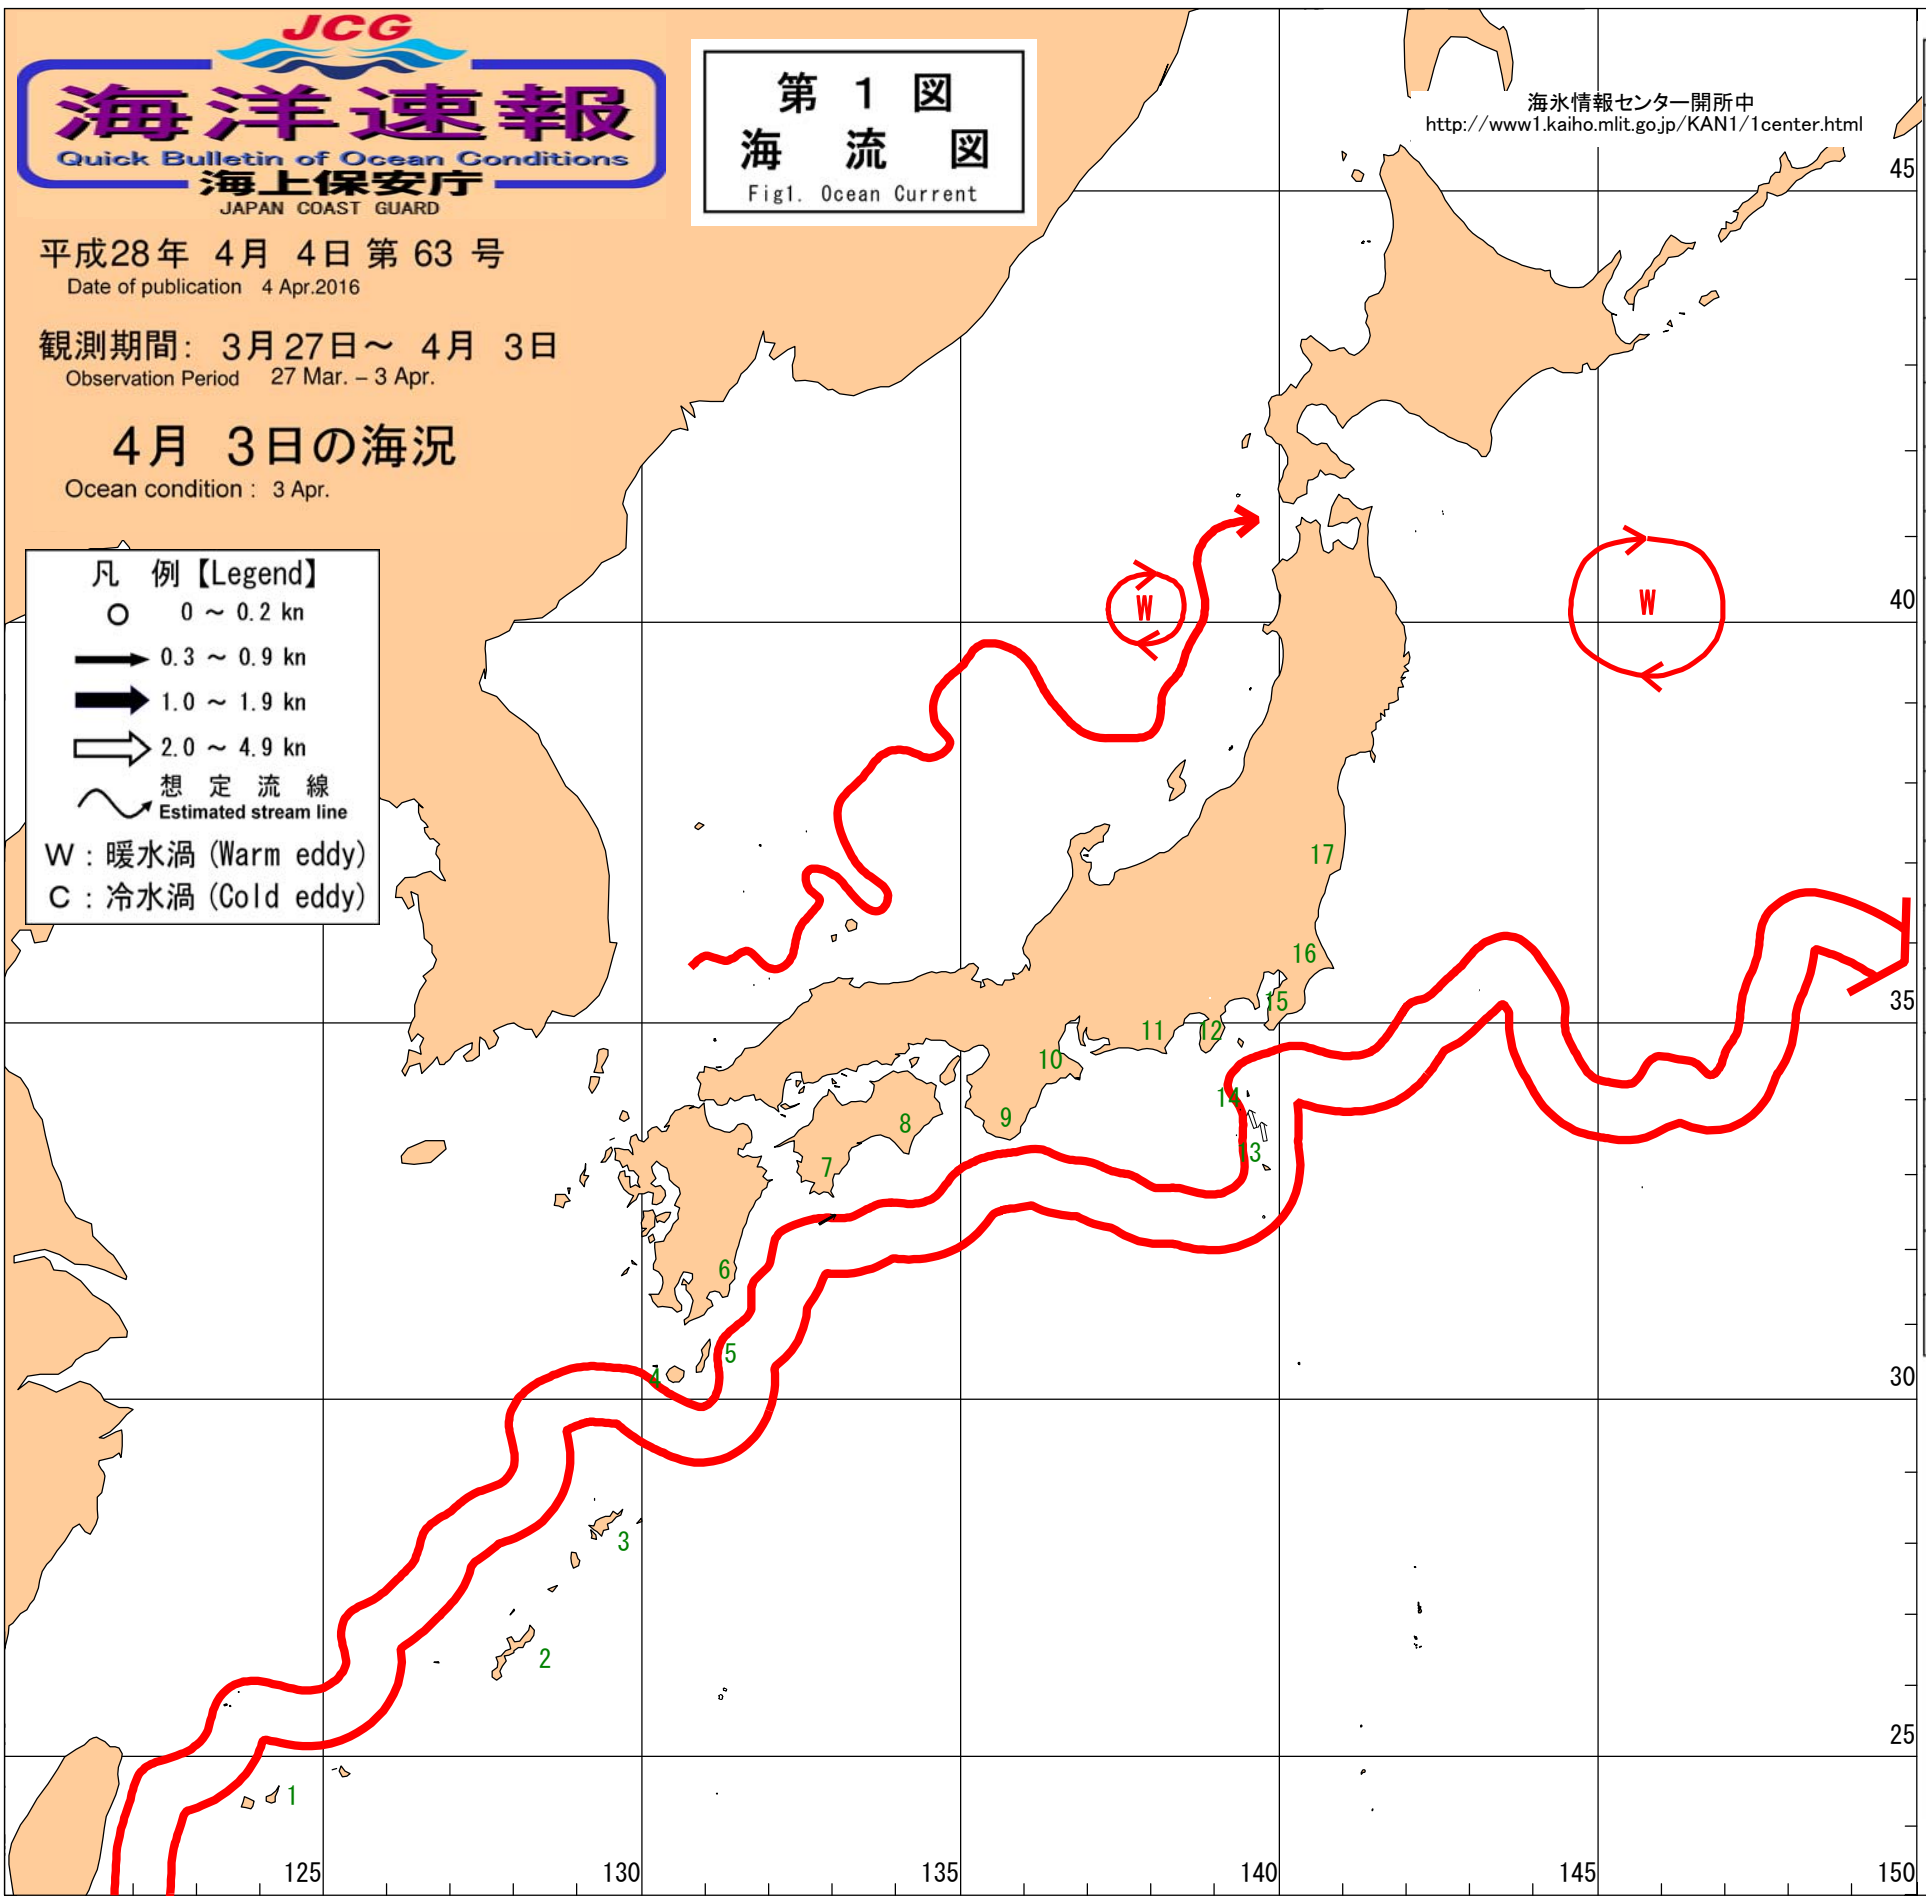 JCG
海洋速報
Quick Bulletin of Ocean Conditions
海上保安庁
JAPAN COAST GUARD
平成28年 4月 4日 第 63 号
Date of publication 4 Apr.2016
観測期間: 3月27日～ 4月 3日
Observation Period 27 Mar. – 3 Apr.
4月 3日の海況
Ocean condition : 3 Apr.
第 1 図
海 流 図
Fig1. Ocean Current
海氷情報センター開所中
http://www1.kaiho.mlit.go.jp/KAN1/1center.html
凡 例【Legend】
0 ～ 0.2 kn
0.3 ～ 0.9 kn
1.0 ～ 1.9 kn
2.0 ～ 4.9 kn
想 定 流 線
Estimated stream line
W : 暖水渦 (Warm eddy)
C : 冷水渦 (Cold eddy)
45
W
W
40
17
16
15
35
11
12
10
14
9
8
13
7
6
5
4
30
3
2
25
1
125
130
135
140
145
150